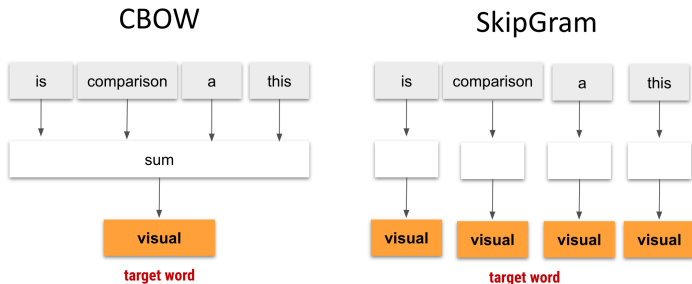 CBOW
is comparison a this
sum
visual
target word
SkipGram
is comparison a this
visual visual visual visual
target word